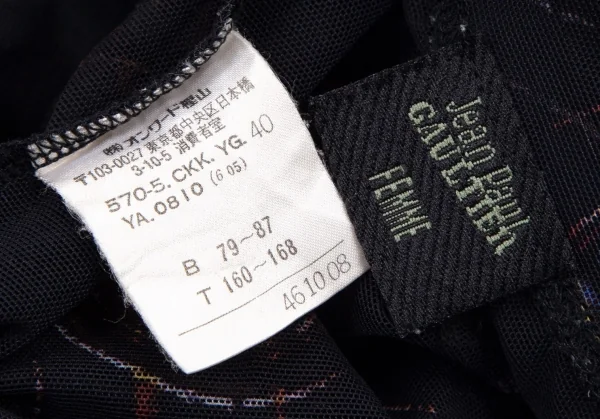 ㈱オンワード樫山
〒103-0027 東京都中央区日本橋
3-10-5 消費者室
570-5. CKK. YG. 40
YA. 0810 (6 05)
B 79～87
T 160～168
461008
Jean Paul
GAULTIER
FEMME